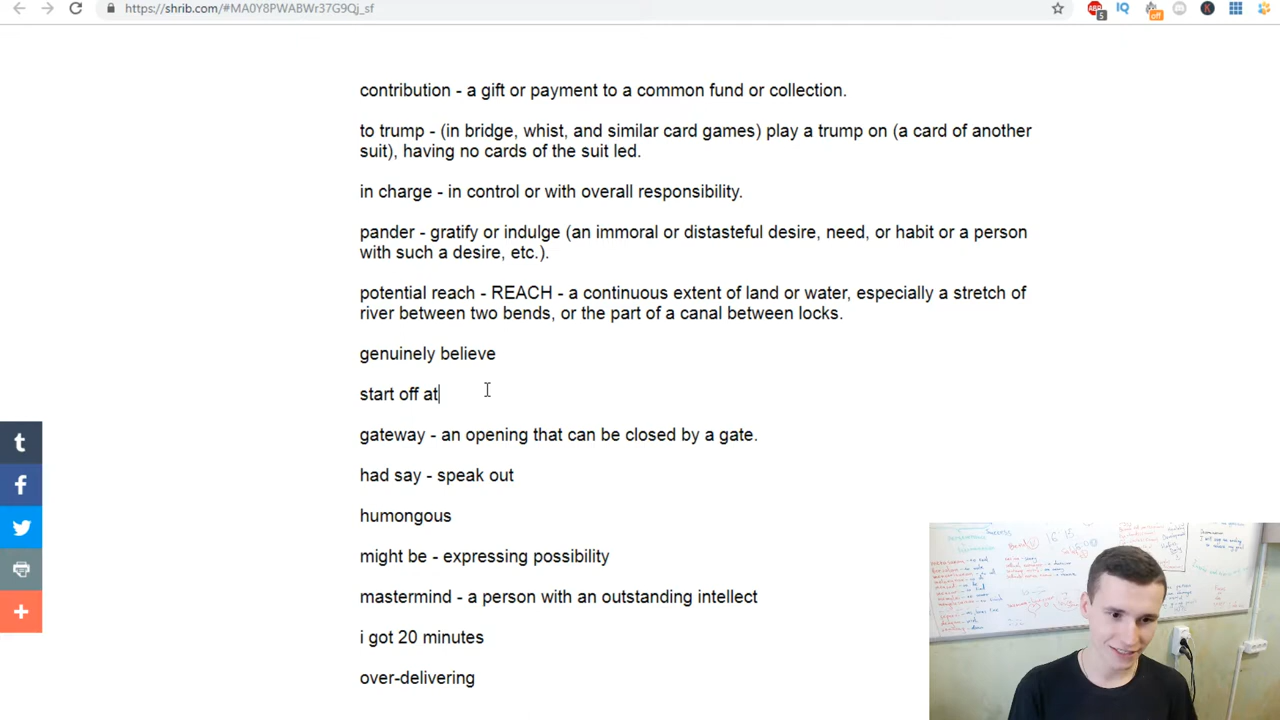 https://shrib.com/#MA0Y8PWABWr37G9Qj_sf
5
IQ
off
K
contribution - a gift or payment to a common fund or collection.
to trump - (in bridge, whist, and similar card games) play a trump on (a card of another
suit), having no cards of the suit led.
in charge - in control or with overall responsibility.
pander - gratify or indulge (an immoral or distasteful desire, need, or habit or a person
with such a desire, etc.).
potential reach - REACH - a continuous extent of land or water, especially a stretch of
river between two bends, or the part of a canal between locks.
genuinely believe
start off at
gateway - an opening that can be closed by a gate.
had say - speak out
humongous
might be - expressing possibility
mastermind - a person with an outstanding intellect
i got 20 minutes
over-delivering
Success